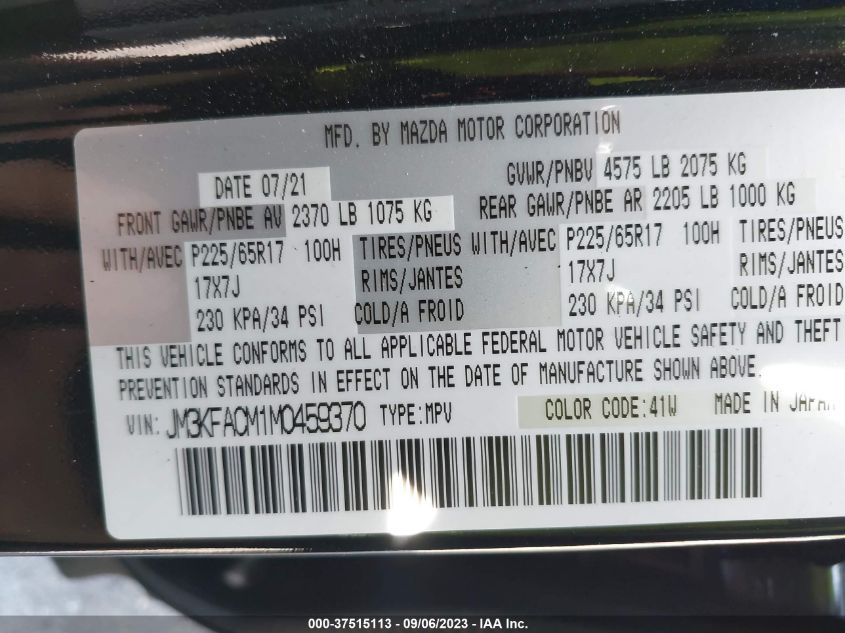 MFD. BY MAZDA MOTOR CORPORATION
DATE 07/21 GVWR/PNBV 4575 LB 2075 KG
FRONT GAWR/PNBE AV 2370 LB 1075 KG REAR GAWR/PNBE AR 2205 LB 1000 KG
WITH/AVEC P225/65R17 100H TIRES/PNEUS WITH/AVEC P225/65R17 100H TIRES/PNEUS
17X7J RIMS/JANTES 17X7J RIMS/JANTES
230 KPA/34 PSI COLD/A FROID 230 KPA/34 PSI COLD/A FROID
THIS VEHICLE CONFORMS TO ALL APPLICABLE FEDERAL MOTOR VEHICLE SAFETY AND THEFT
PREVENTION STANDARDS IN EFFECT ON THE DATE OF MANUFACTURE SHOWN ABOVE.
VIN: JM3KFACM1M0459370 TYPE:MPV COLOR CODE:41W MADE IN JAPAN
000-37515113 - 09/06/2023 - IAA Inc.